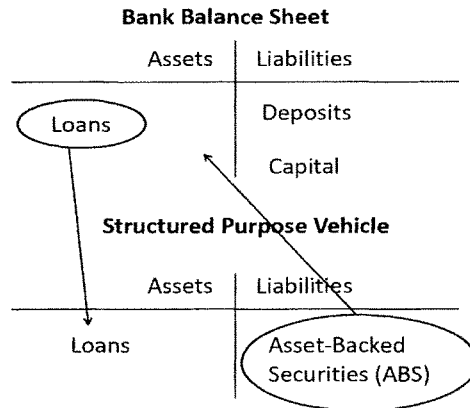 Bank Balance Sheet
Assets Liabilities
Loans
Deposits
Capital
Structured Purpose Vehicle
Assets Liabilities
Loans
Asset-Backed
Securities (ABS)